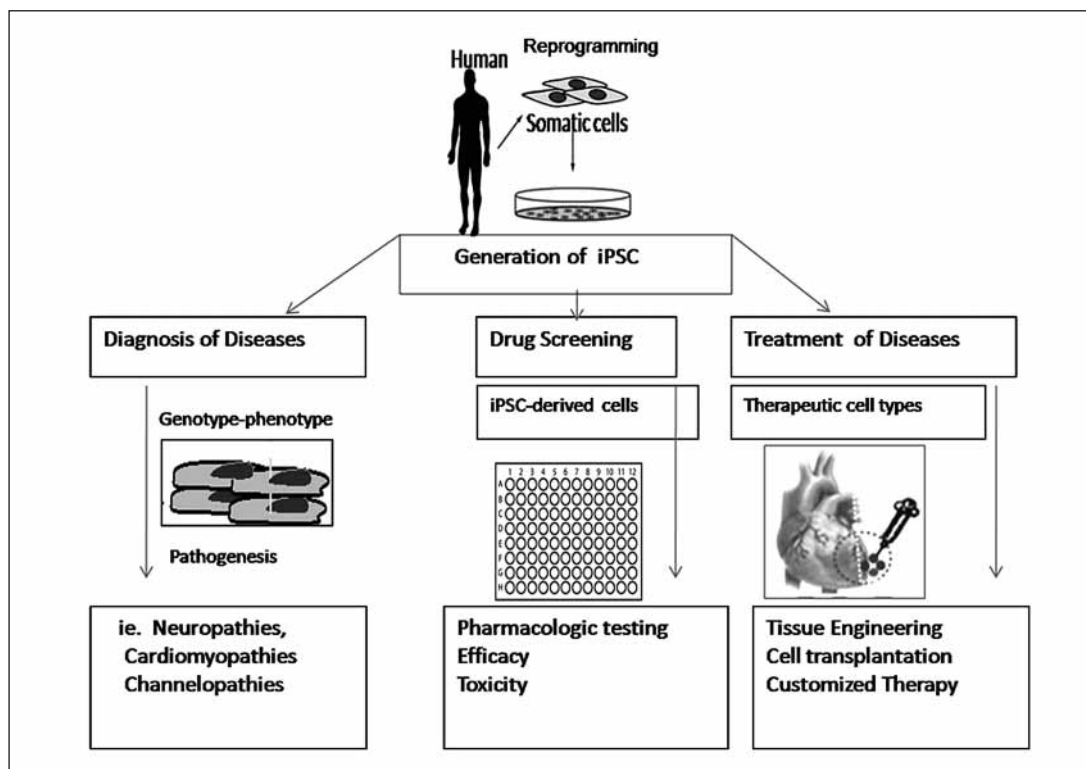 Reprogramming
Human
Somatic cells
Generation of iPSC
Diagnosis of Diseases
Drug Screening
Treatment of Diseases
iPSC-derived cells
Therapeutic cell types
Genotype-phenotype
1 2 3 4 5 6 7 8 9 10 11 12
A
B
C
D
E
F
G
H
Pathogenesis
ie. Neuropathies,
Cardiomyopathies
Channelopathies
Pharmacologic testing
Efficacy
Toxicity
Tissue Engineering
Cell transplantation
Customized Therapy